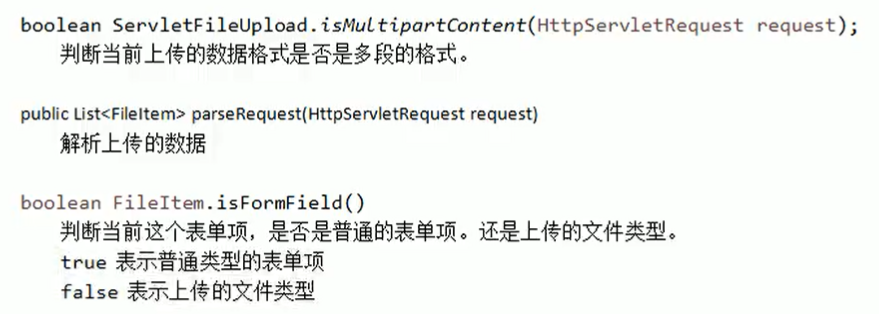 boolean ServletFileUpload.isMultipartContent(HttpServletRequest request);
判断当前上传的数据格式是否是多段的格式。
public List<FileItem> parseRequest(HttpServletRequest request)
解析上传的数据
boolean FileItem.isFormField()
判断当前这个表单项，是否是普通的表单项。还是上传的文件类型。
true 表示普通类型的表单项
false 表示上传的文件类型